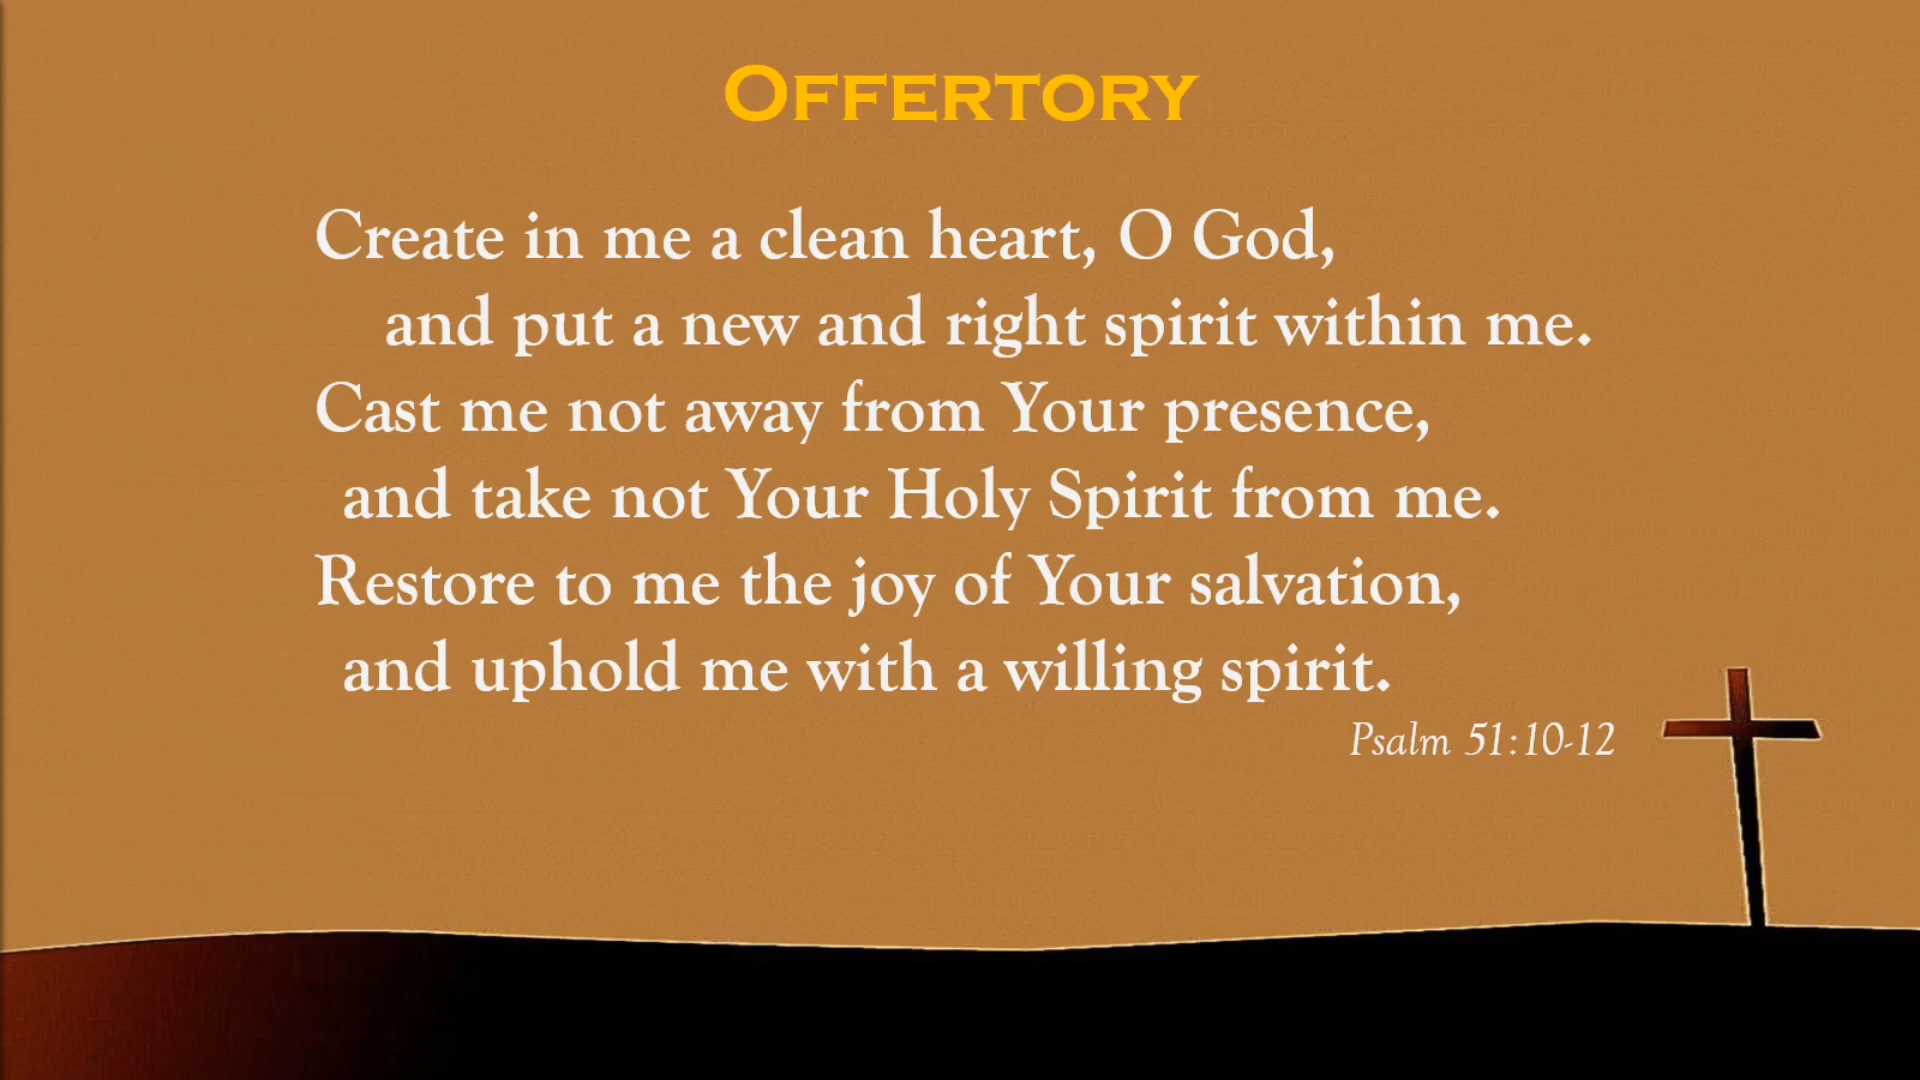 Offertory
Create in me a clean heart, O God,
and put a new and right spirit within me.
Cast me not away from Your presence,
and take not Your Holy Spirit from me.
Restore to me the joy of Your salvation,
and uphold me with a willing spirit.
Psalm 51:10-12